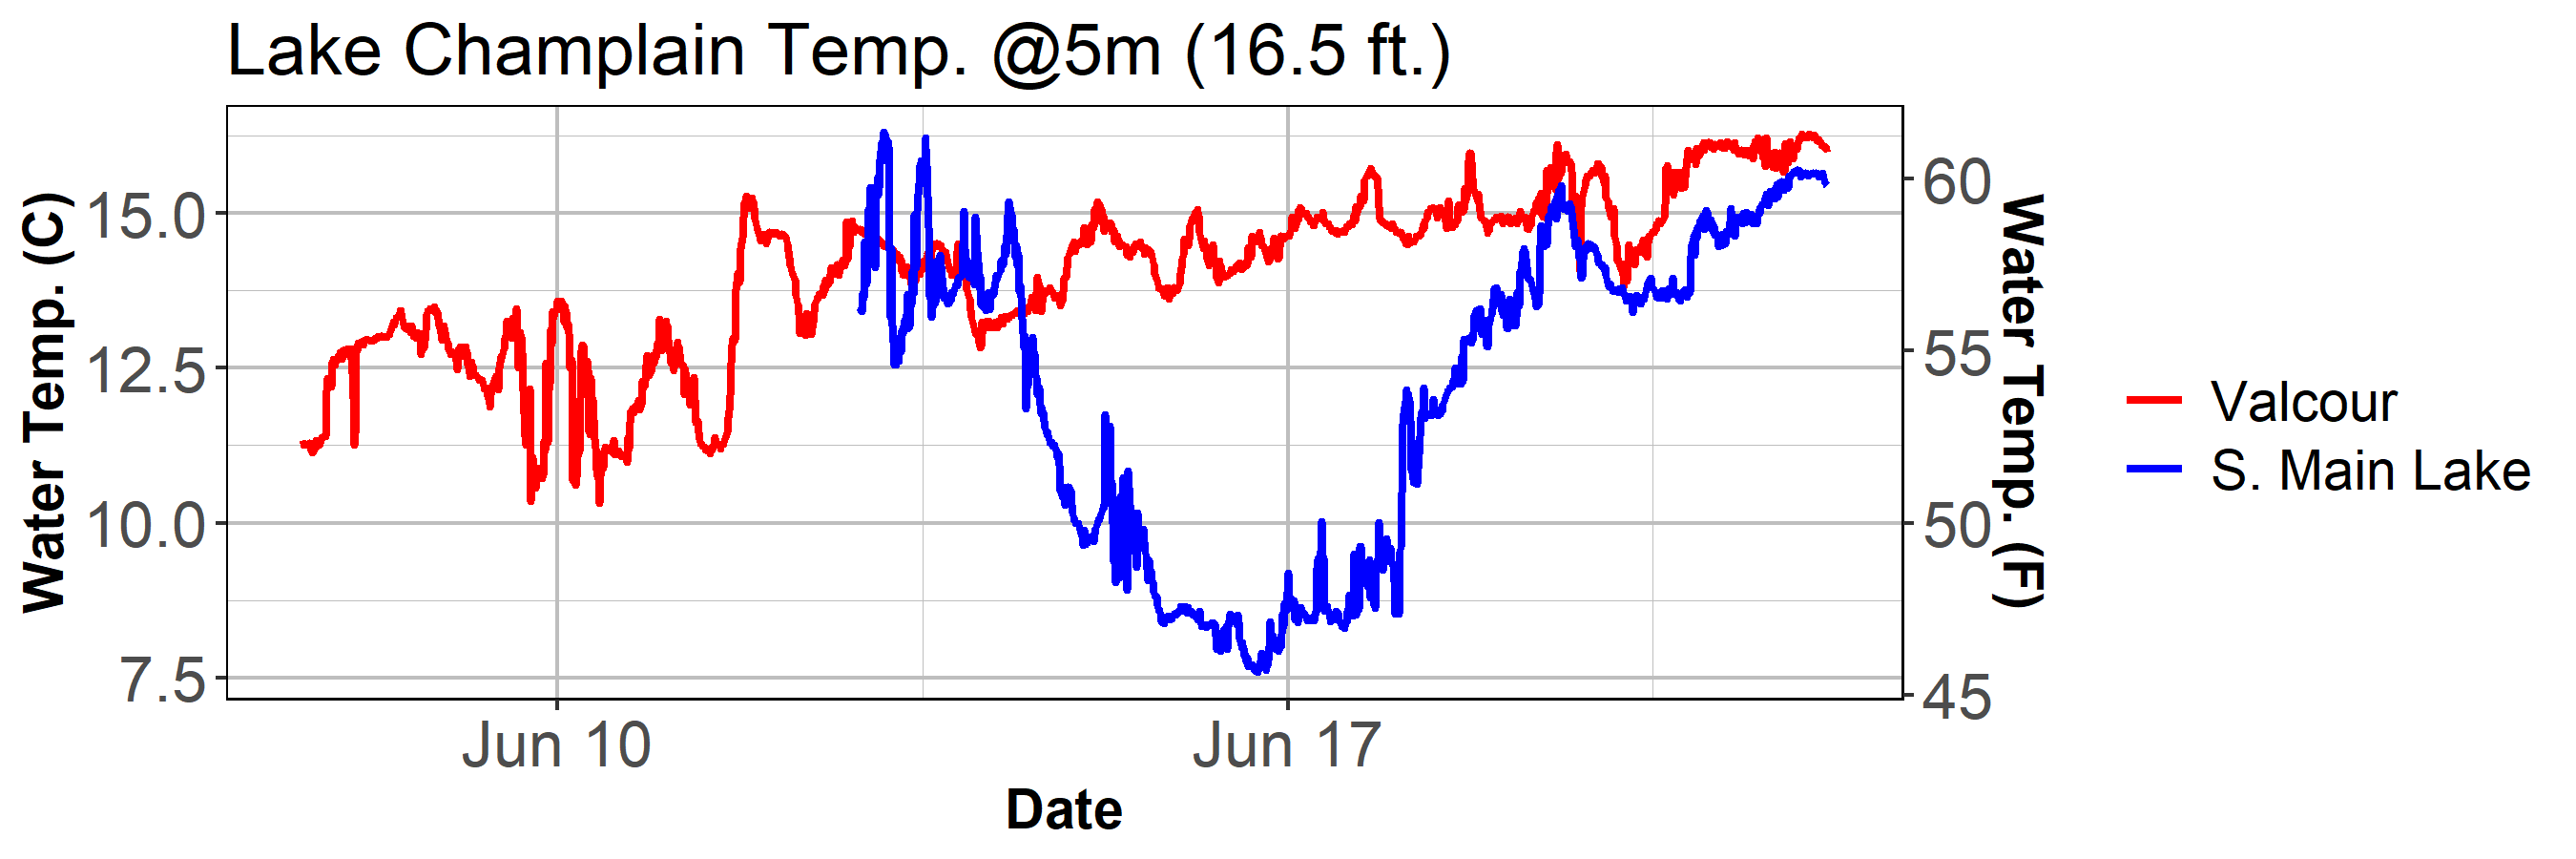 Lake Champlain Temp. @5m (16.5 ft.)
Water Temp. (C)
15.0
12.5
10.0
7.5
60
55
50
45
Water Temp. (F)
Jun 10
Jun 17
Date
Valcour
S. Main Lake